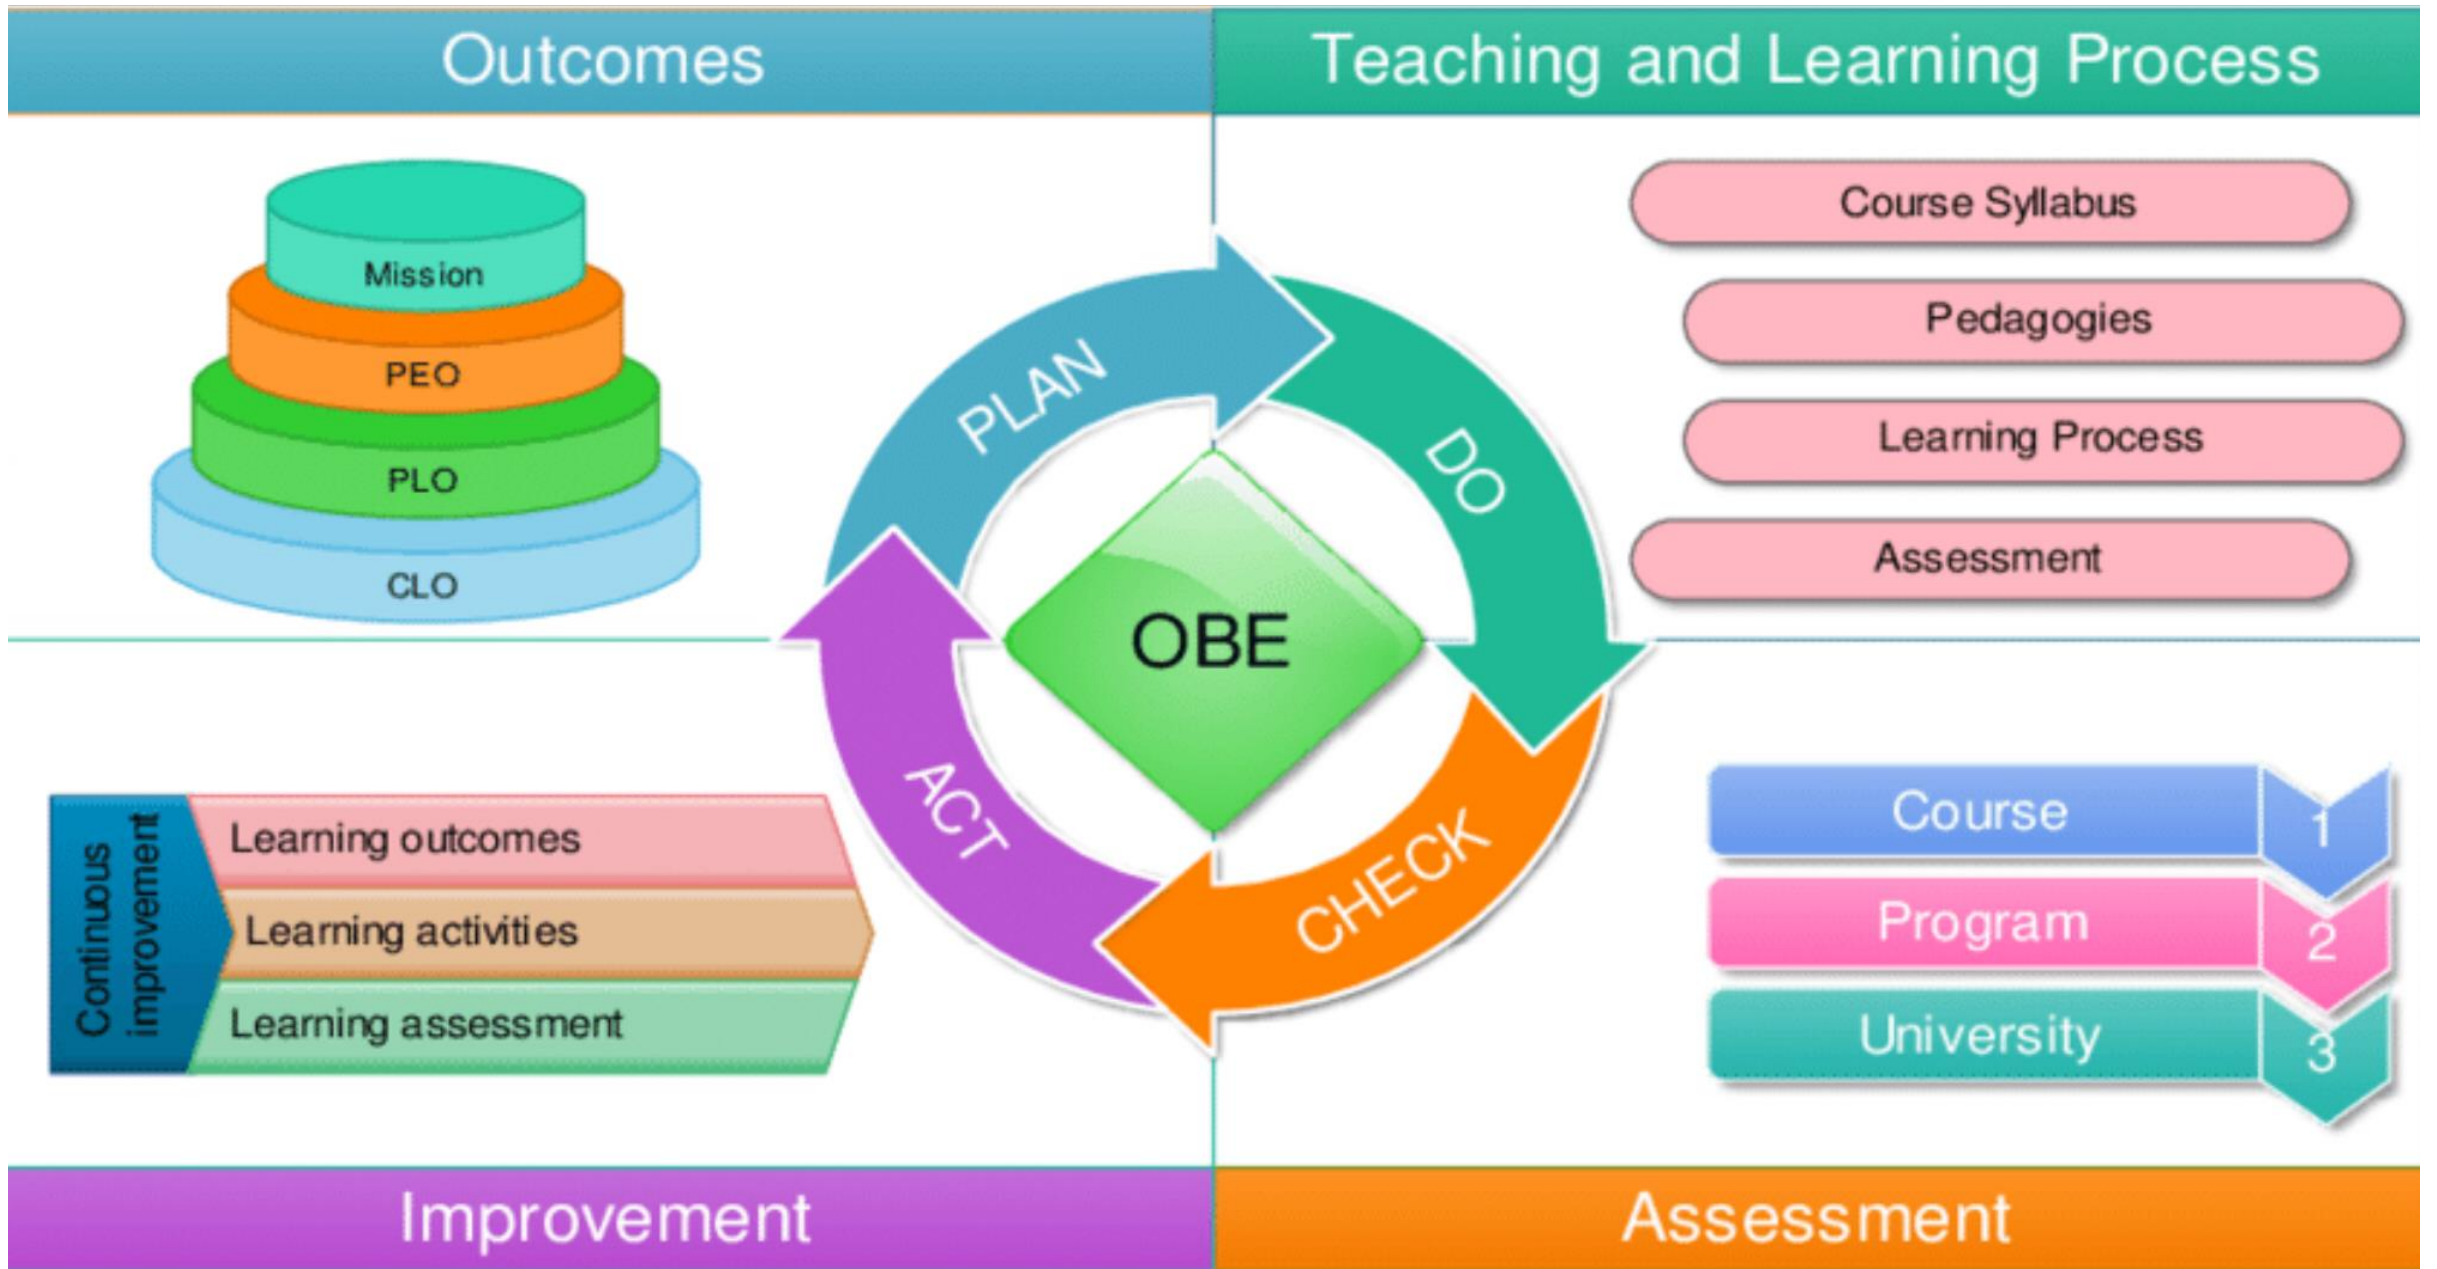 Outcomes
Teaching and Learning Process
Mission
PEO
PLO
CLO
Course Syllabus
Pedagogies
Learning Process
Assessment
PLAN
DO
CHECK
ACT
OBE
Continuous
improvement
Learning outcomes
Learning activities
Learning assessment
Course 1
Program 2
University 3
Improvement
Assessment